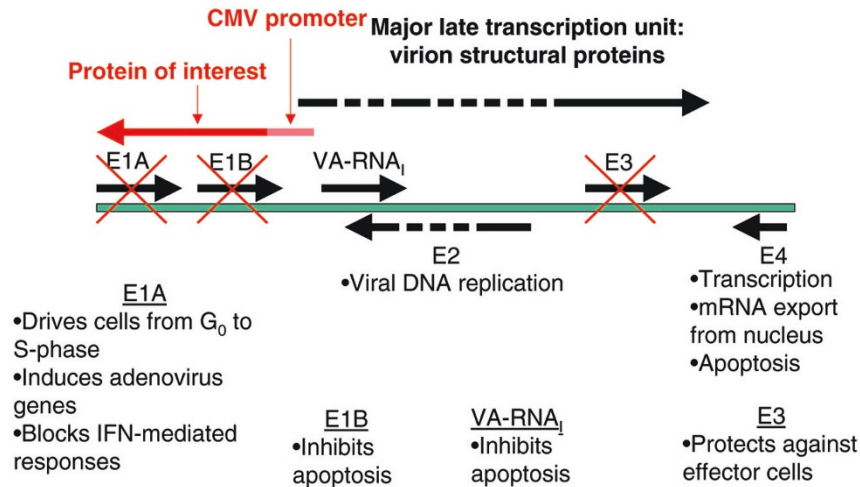 CMV promoter
Major late transcription unit:
virion structural proteins
Protein of interest
E1A
E1B
VA-RNAI
E3
E2
•Viral DNA replication
E4
•Transcription
•mRNA export
from nucleus
•Apoptosis
E1A
•Drives cells from G0 to
S-phase
•Induces adenovirus
genes
•Blocks IFN-mediated
responses
E1B
•Inhibits
apoptosis
VA-RNAI
•Inhibits
apoptosis
E3
•Protects against
effector cells